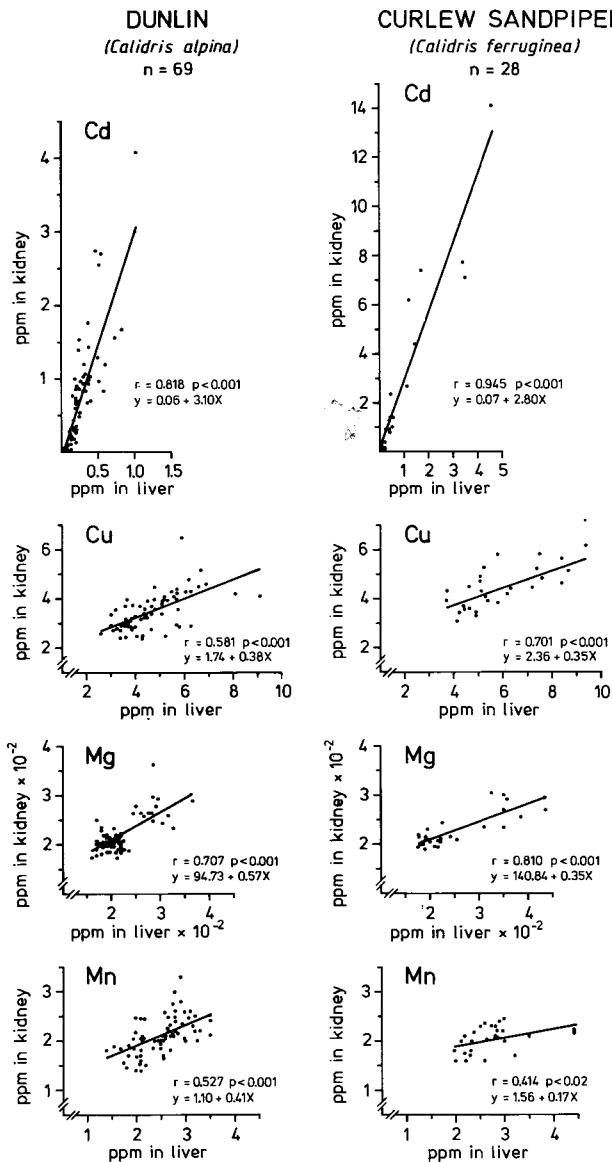 DUNLIN
(Calidris alpina)
n = 69
CURLEW SANDPIPE
(Calidris ferruginea)
n = 28
Cd
ppm in kidney
4
3
2
1
r = 0.818 p<0.001
y = 0.06 + 3.10X
0.5 1.0 1.5
ppm in liver
Cd
ppm in kidney
14
12
10
8
6
4
2
r = 0.945 p<0.001
y = 0.07 + 2.80X
1 2 3 4 5
ppm in liver
Cu
ppm in kidney
6
4
2
r = 0.581 p<0.001
y = 1.74 + 0.38X
2 4 6 8 10
ppm in liver
Cu
ppm in kidney
6
4
2
r = 0.701 p<0.001
y = 2.36 + 0.35X
2 4 6 8 10
ppm in liver
Mg
ppm in kidney × 10⁻²
4
3
2
1
r = 0.707 p<0.001
y = 94.73 + 0.57X
2 3 4
ppm in liver × 10⁻²
Mg
ppm in kidney × 10⁻²
4
3
2
1
r = 0.810 p<0.001
y = 140.84 + 0.35X
2 3 4
ppm in liver × 10⁻²
Mn
ppm in kidney
3
2
1
r = 0.527 p<0.001
y = 1.10 + 0.41X
1 2 3 4
ppm in liver
Mn
ppm in kidney
3
2
1
r = 0.414 p<0.02
y = 1.56 + 0.17X
1 2 3 4
ppm in liver